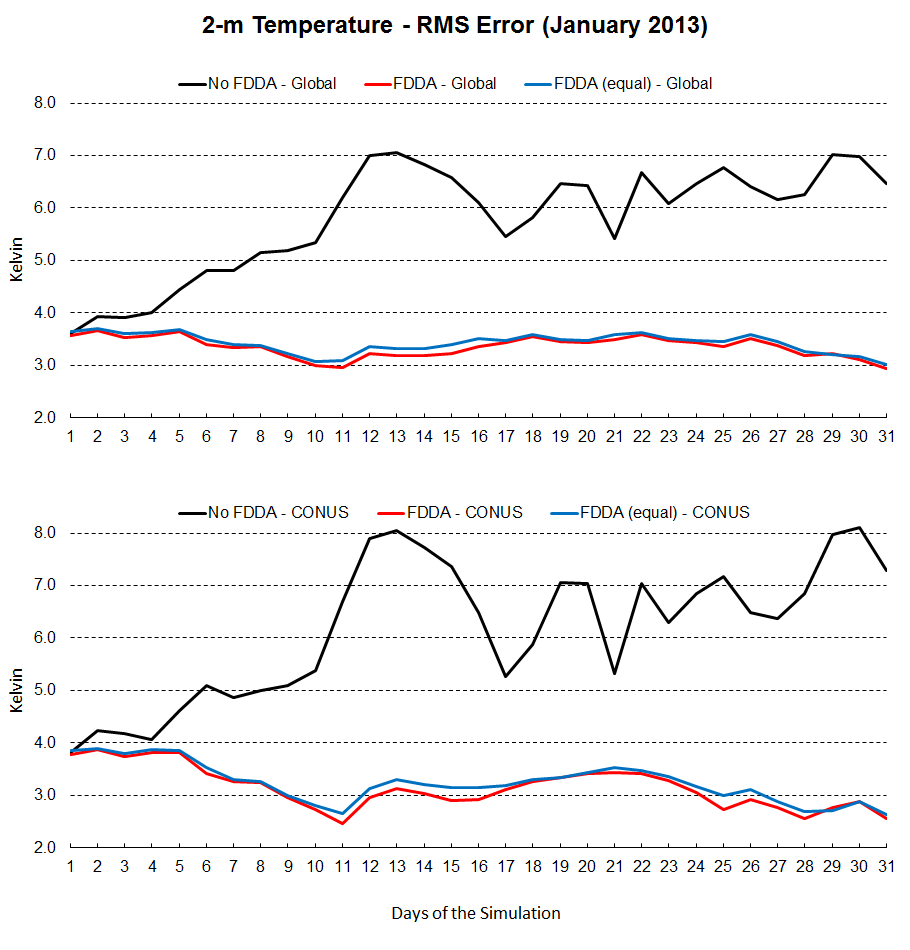 2-m Temperature - RMS Error (January 2013)
No FDDA - Global FDDA - Global FDDA (equal) - Global
8.0
7.0
6.0
5.0
4.0
3.0
2.0
Kelvin
1 2 3 4 5 6 7 8 9 10 11 12 13 14 15 16 17 18 19 20 21 22 23 24 25 26 27 28 29 30 31
No FDDA - CONUS FDDA - CONUS FDDA (equal) - CONUS
8.0
7.0
6.0
5.0
4.0
3.0
2.0
Kelvin
1 2 3 4 5 6 7 8 9 10 11 12 13 14 15 16 17 18 19 20 21 22 23 24 25 26 27 28 29 30 31
Days of the Simulation